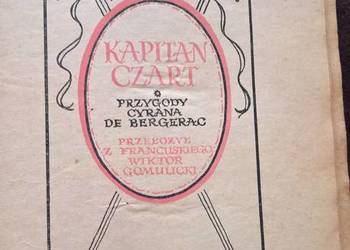 KAPITAN
CZART
PRZYGODY
CYRANA
DE BERGERAC
PRZEŁOŻYŁ
Z FRANCUSKIEGO
WIKTOR
GOMULICKI